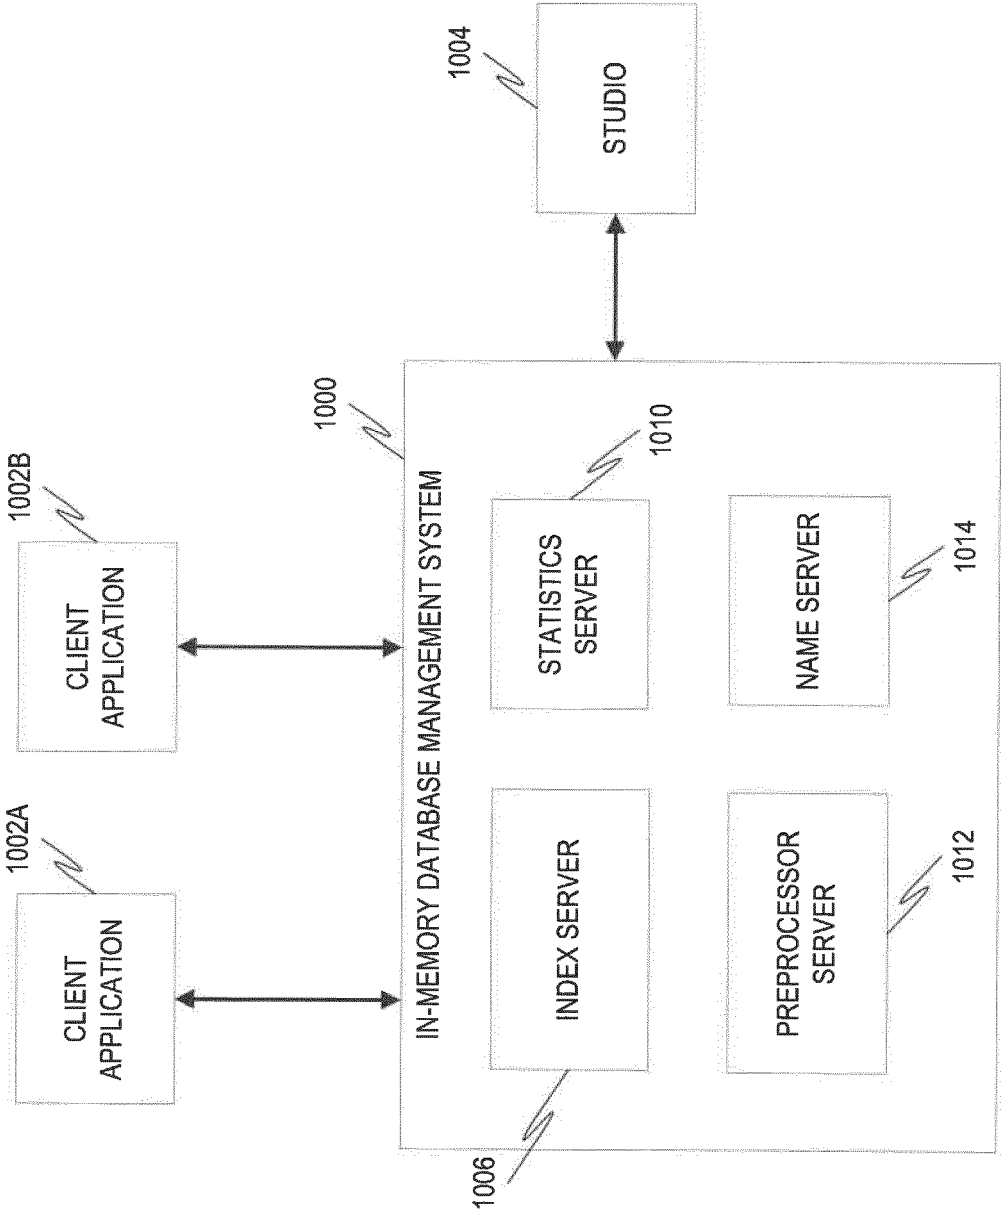 1002A
CLIENT
APPLICATION
1002B
CLIENT
APPLICATION
1000
IN-MEMORY DATABASE MANAGEMENT SYSTEM
1004
STUDIO
1006
INDEX SERVER
STATISTICS
SERVER
1010
PREPROCESSOR
SERVER
1012
NAME SERVER
1014